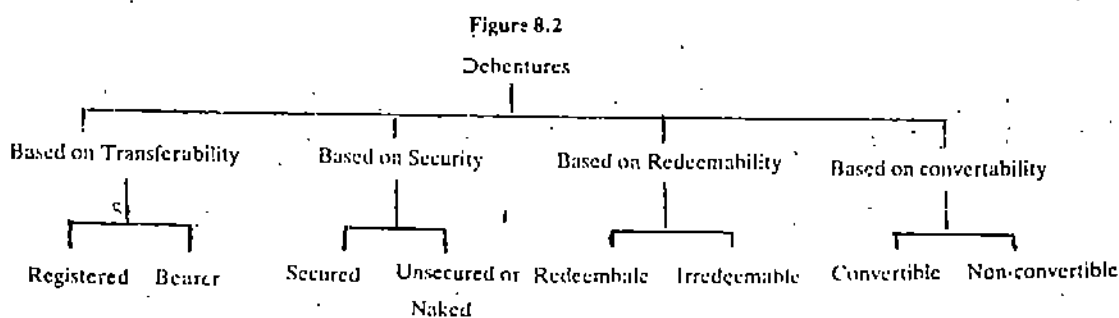 Figure 8.2
Debentures
Based on Transferability Based on Security Based on Redeemability Based on convertability
Registered Bearer Secured Unsecured or Redeembale Irredeemable Convertible Non-convertible
Naked